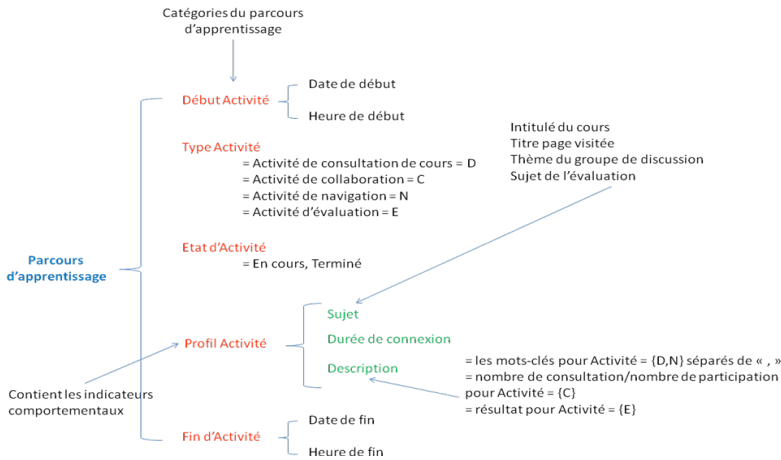 Catégories du parcours
d'apprentissage
Début Activité
Date de début
Heure de début
Type Activité
= Activité de consultation de cours = D
= Activité de collaboration = C
= Activité de navigation = N
= Activité d'évaluation = E
Intitulé du cours
Titre page visitée
Thème du groupe de discussion
Sujet de l'évaluation
Etat d'Activité
= En cours, Terminé
Parcours
d'apprentissage
Profil Activité
Sujet
Durée de connexion
Description
= les mots-clés pour Activité = {D,N} séparés de « , »
= nombre de consultation/nombre de participation
pour Activité = {C}
= résultat pour Activité = {E}
Contient les indicateurs
comportementaux
Fin d'Activité
Date de fin
Heure de fin